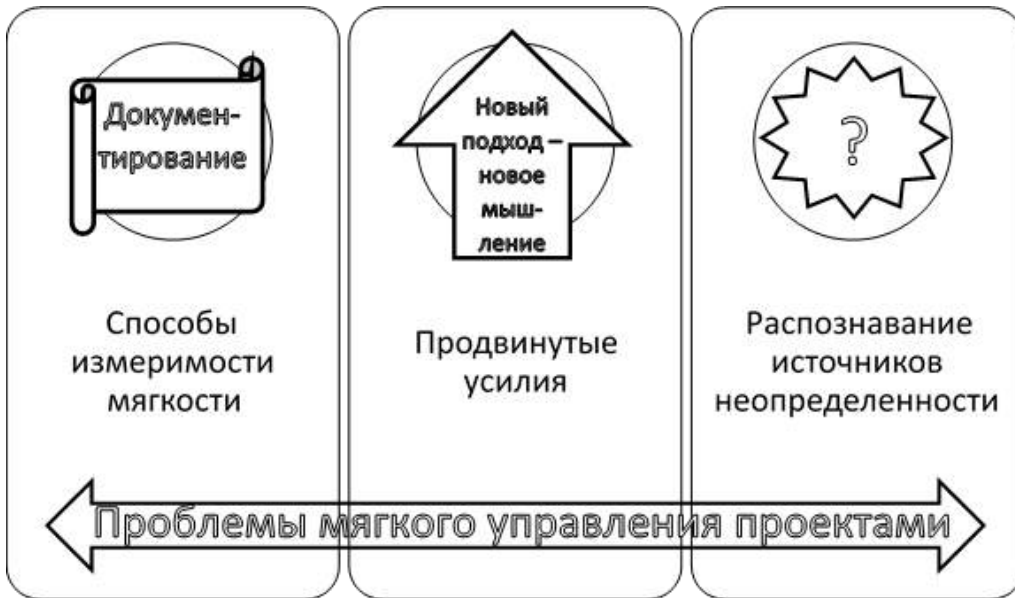 Докумен-
тирование
Способы
измеримости
мягкости
Новый
подход –
новое
мыш-
ление
Продвинутые
усилия
?
Распознавание
источников
неопределенности
Проблемы мягкого управления проектами